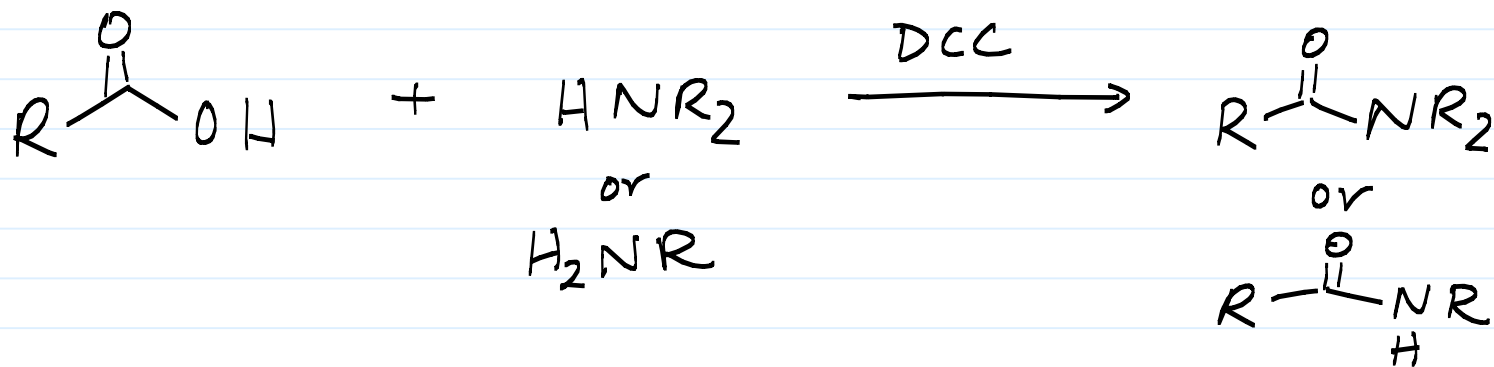 O
R OH + HNR2 DCC R O NR2
or or
H2NR O
R NR
H